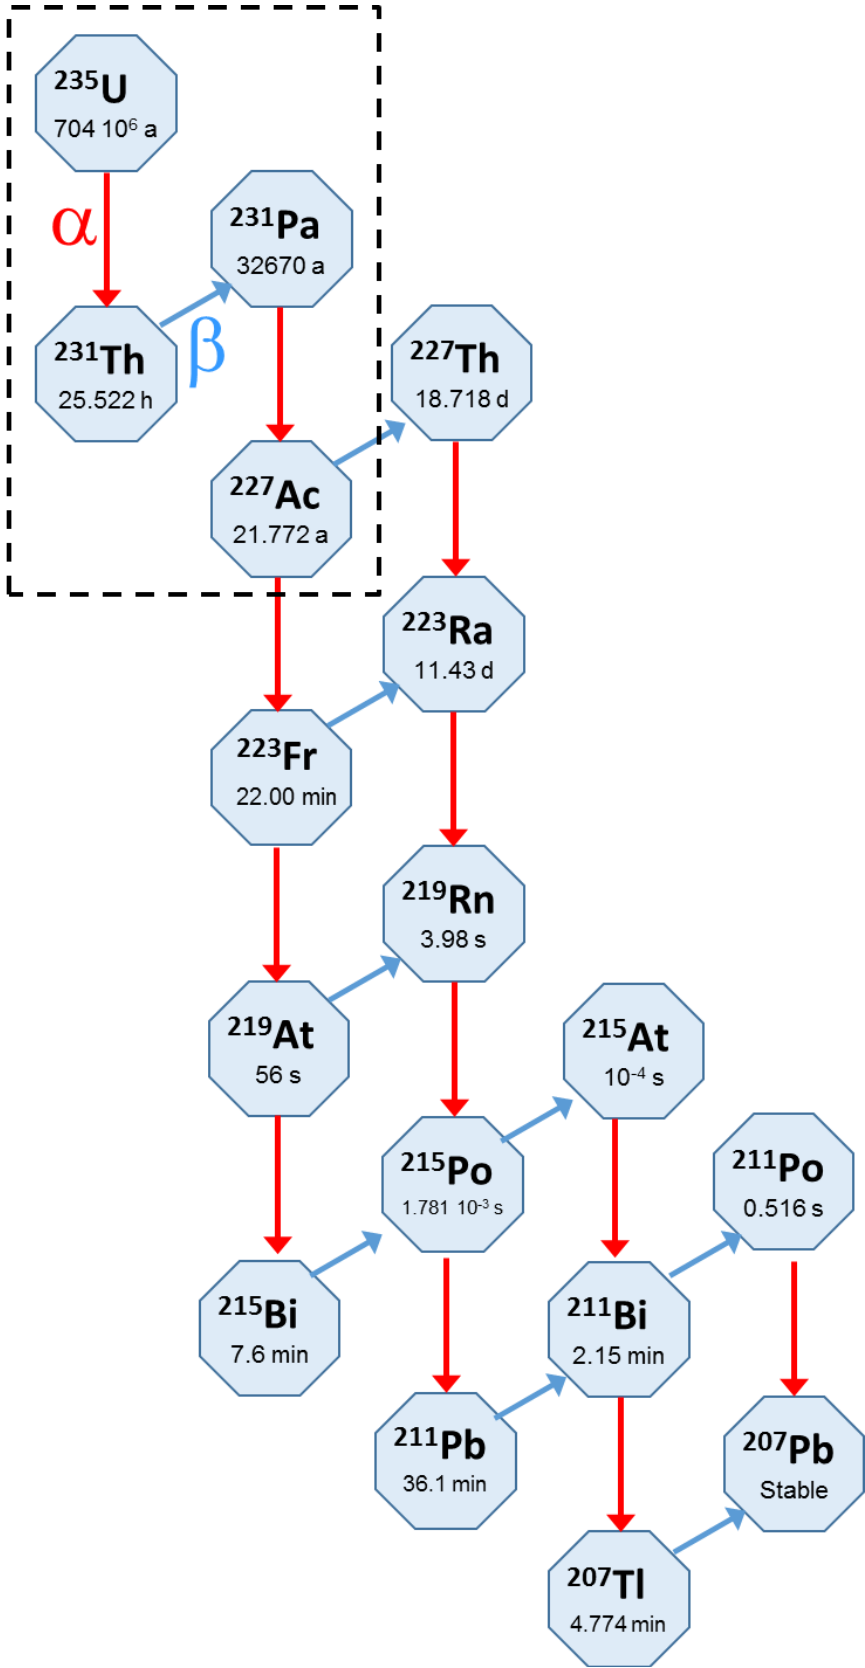 ²³⁵U
704 10⁶ a
α
²³¹Pa
32670 a
²³¹Th
25.522 h
β
²²⁷Th
18.718 d
²²⁷Ac
21.772 a
²²³Ra
11.43 d
²²³Fr
22.00 min
²¹⁹Rn
3.98 s
²¹⁹At
56 s
²¹⁵At
10⁻⁴ s
²¹⁵Po
1.781 10⁻³ s
²¹¹Po
0.516 s
²¹⁵Bi
7.6 min
²¹¹Bi
2.15 min
²¹¹Pb
36.1 min
²⁰⁷Pb
Stable
²⁰⁷Tl
4.774 min